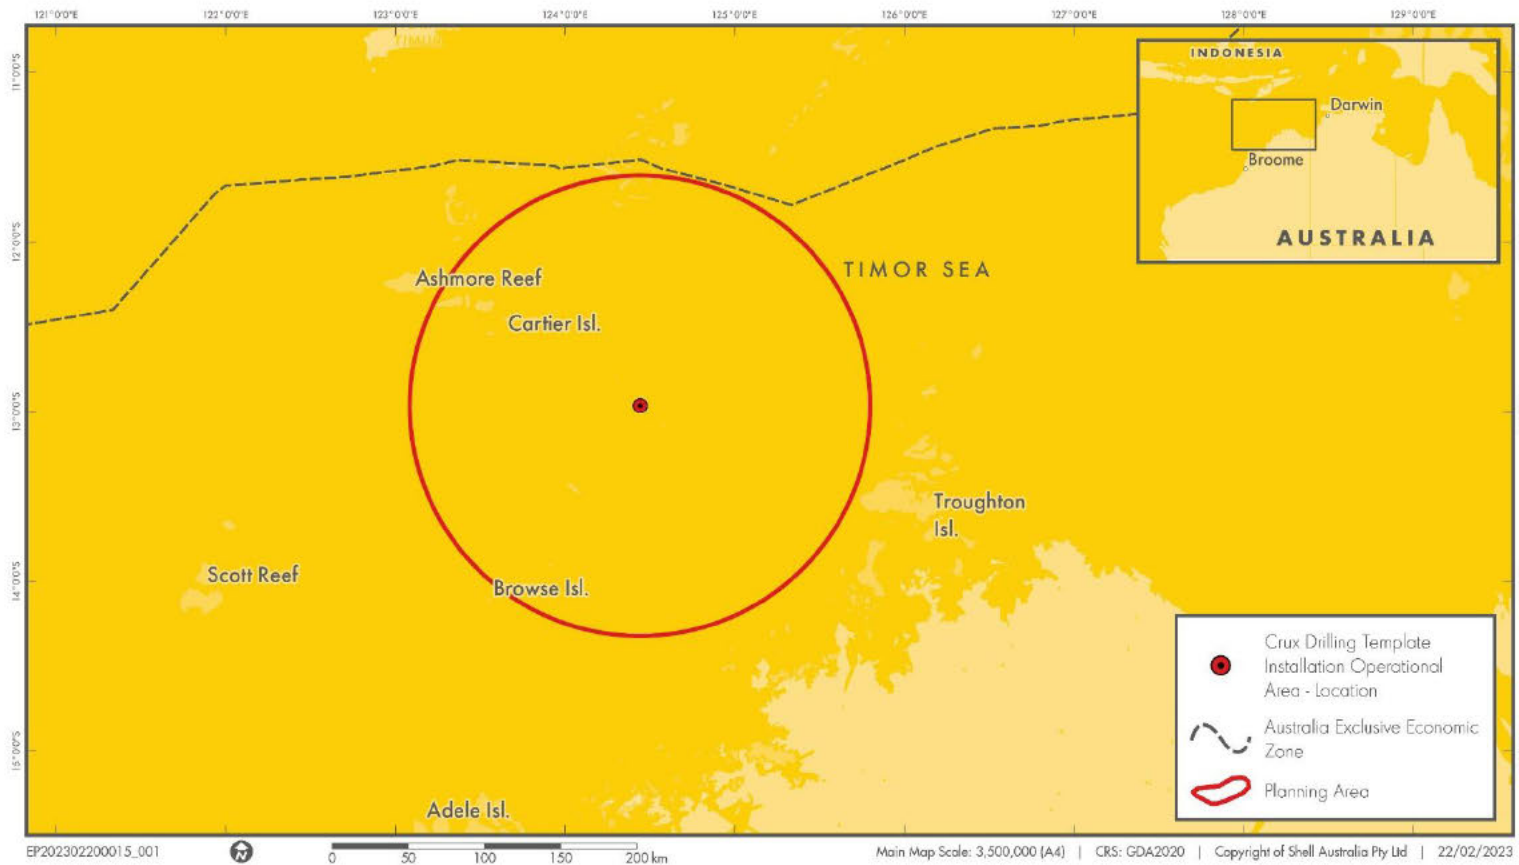 121°0'0"E 122°0'0"E 123°0'0"E 124°0'0"E 125°0'0"E 126°0'0"E 127°0'0"E 128°0'0"E 129°0'0"E
11°0'0"S
12°0'0"S
13°0'0"S
14°0'0"S
15°0'0"S
TIMOR
INDONESIA
Darwin
Broome
AUSTRALIA
TIMOR SEA
Ashmore Reef
Cartier Isl.
Troughton
Isl.
Scott Reef
Browse Isl.
Adele Isl.
Crux Drilling Template
Installation Operational
Area - Location
Australia Exclusive Economic
Zone
Planning Area
EP202302200015_001
N
0 50 100 150 200 km
Main Map Scale: 3,500,000 (A4) | CRS: GDA2020 | Copyright of Shell Australia Pty Ltd | 22/02/2023